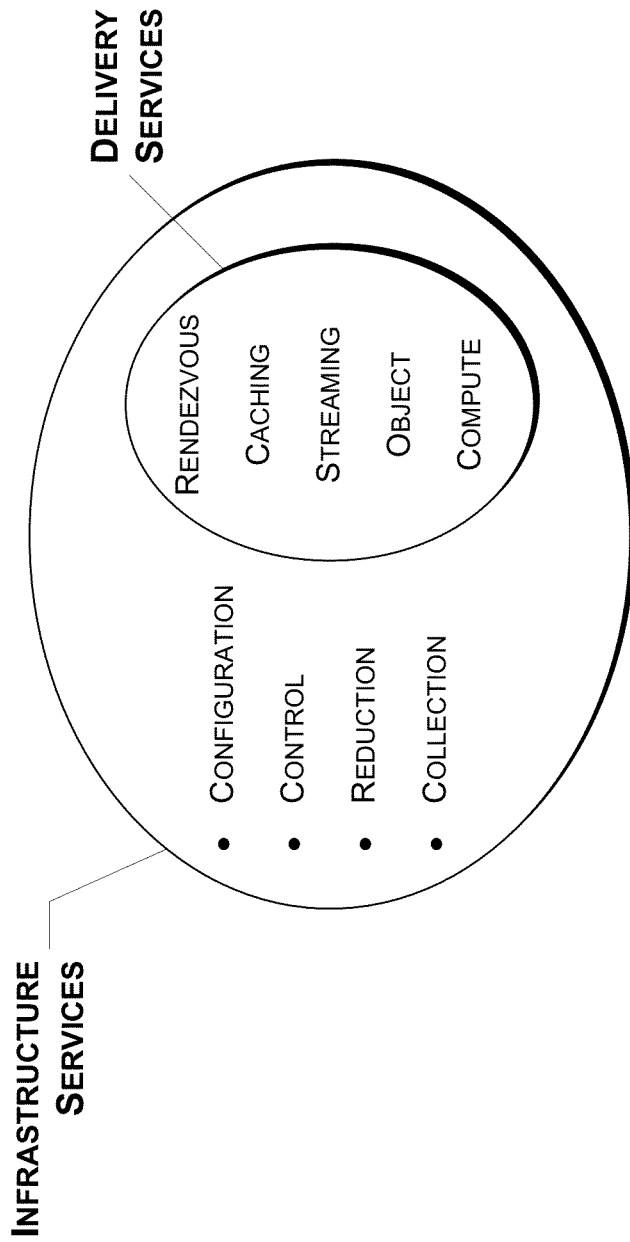 INFRASTRUCTURE
SERVICES
• CONFIGURATION
• CONTROL
• REDUCTION
• COLLECTION
DELIVERY
SERVICES
RENDEZVOUS
CACHING
STREAMING
OBJECT
COMPUTE